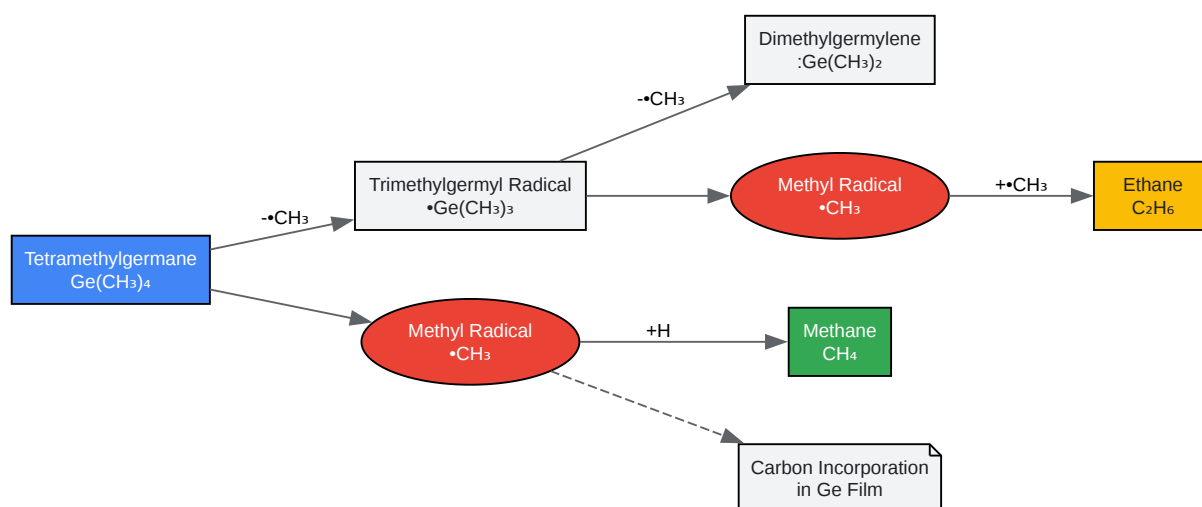 Dimethylgermylene
:Ge(CH₃)₂
-•CH₃
Trimethylgermyl Radical
•Ge(CH₃)₃
Methyl Radical
•CH₃
+•CH₃
Ethane
C₂H₆
-•CH₃
Tetramethylgermane
Ge(CH₃)₄
Methyl Radical
•CH₃
+H
Methane
CH₄
Carbon Incorporation
in Ge Film